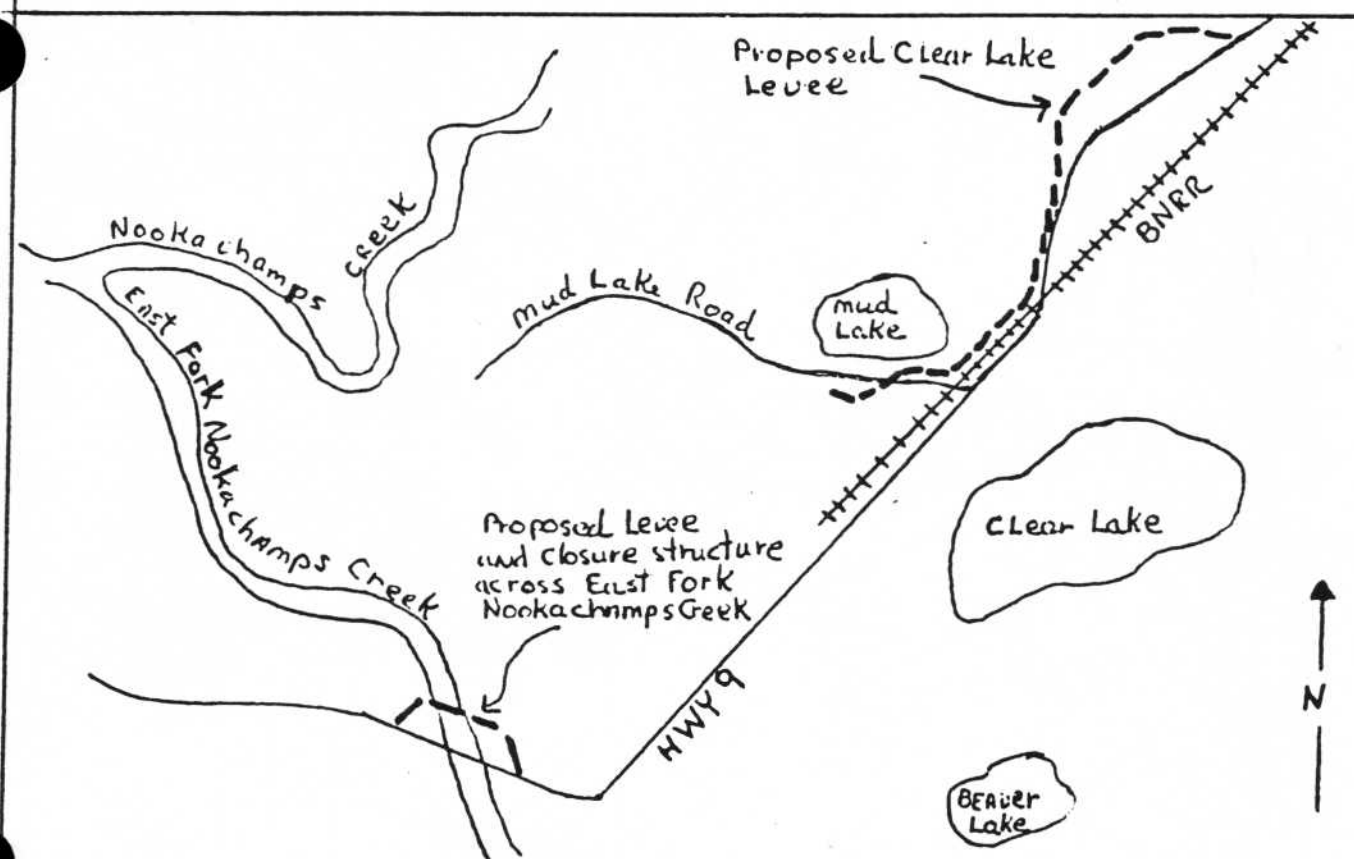 Proposed Clear Lake
Levee
BNRR
Nookachamps
Creek
Mud Lake Road
mud
Lake
East Fork Nookachamps Creek
Proposed Levee
and closure structure
across East Fork
Nookachamps Creek
CLear Lake
HWY 9
N
BEAver
Lake